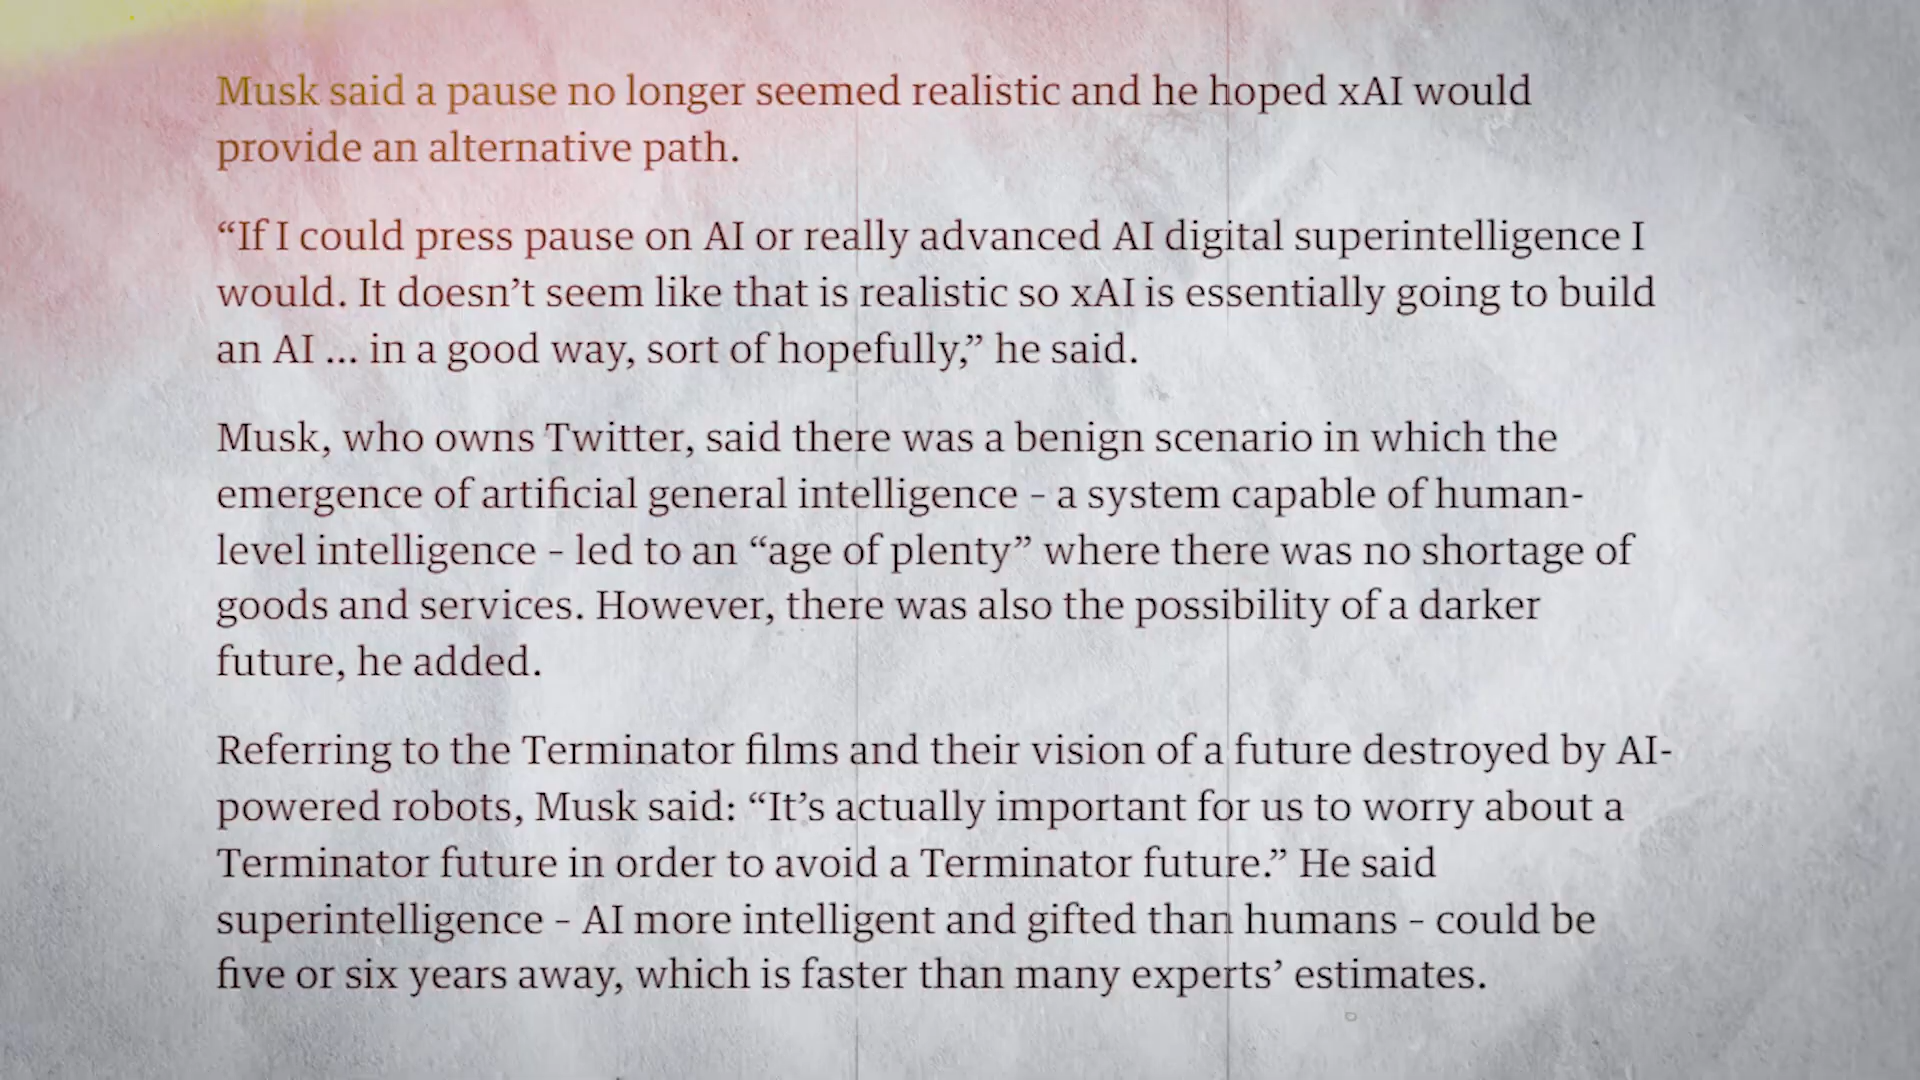 Musk said a pause no longer seemed realistic and he hoped xAI would
provide an alternative path.
“If I could press pause on AI or really advanced AI digital superintelligence I
would. It doesn’t seem like that is realistic so xAI is essentially going to build
an AI ... in a good way, sort of hopefully,” he said.
Musk, who owns Twitter, said there was a benign scenario in which the
emergence of artificial general intelligence – a system capable of human-
level intelligence – led to an “age of plenty” where there was no shortage of
goods and services. However, there was also the possibility of a darker
future, he added.
Referring to the Terminator films and their vision of a future destroyed by AI-
powered robots, Musk said: “It’s actually important for us to worry about a
Terminator future in order to avoid a Terminator future.” He said
superintelligence – AI more intelligent and gifted than humans – could be
five or six years away, which is faster than many experts’ estimates.